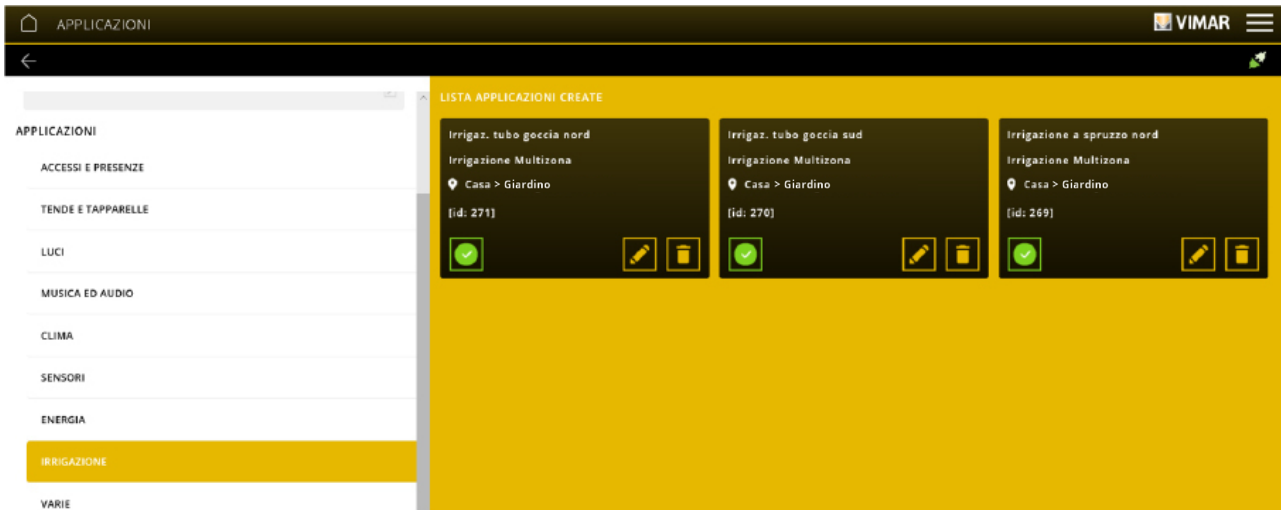 APPLICAZIONI
VIMAR
LISTA APPLICAZIONI CREATE
APPLICAZIONI
ACCESSI E PRESENZE
TENDE E TAPPARELLE
LUCI
MUSICA ED AUDIO
CLIMA
SENSORI
ENERGIA
IRRIGAZIONE
VARIE
Irrigaz. tubo goccia nord
Irrigazione Multizona
Casa > Giardino
[id: 271]
Irrigaz. tubo goccia sud
Irrigazione Multizona
Casa > Giardino
[id: 270]
Irrigazione a spruzzo nord
Irrigazione Multizona
Casa > Giardino
[id: 269]